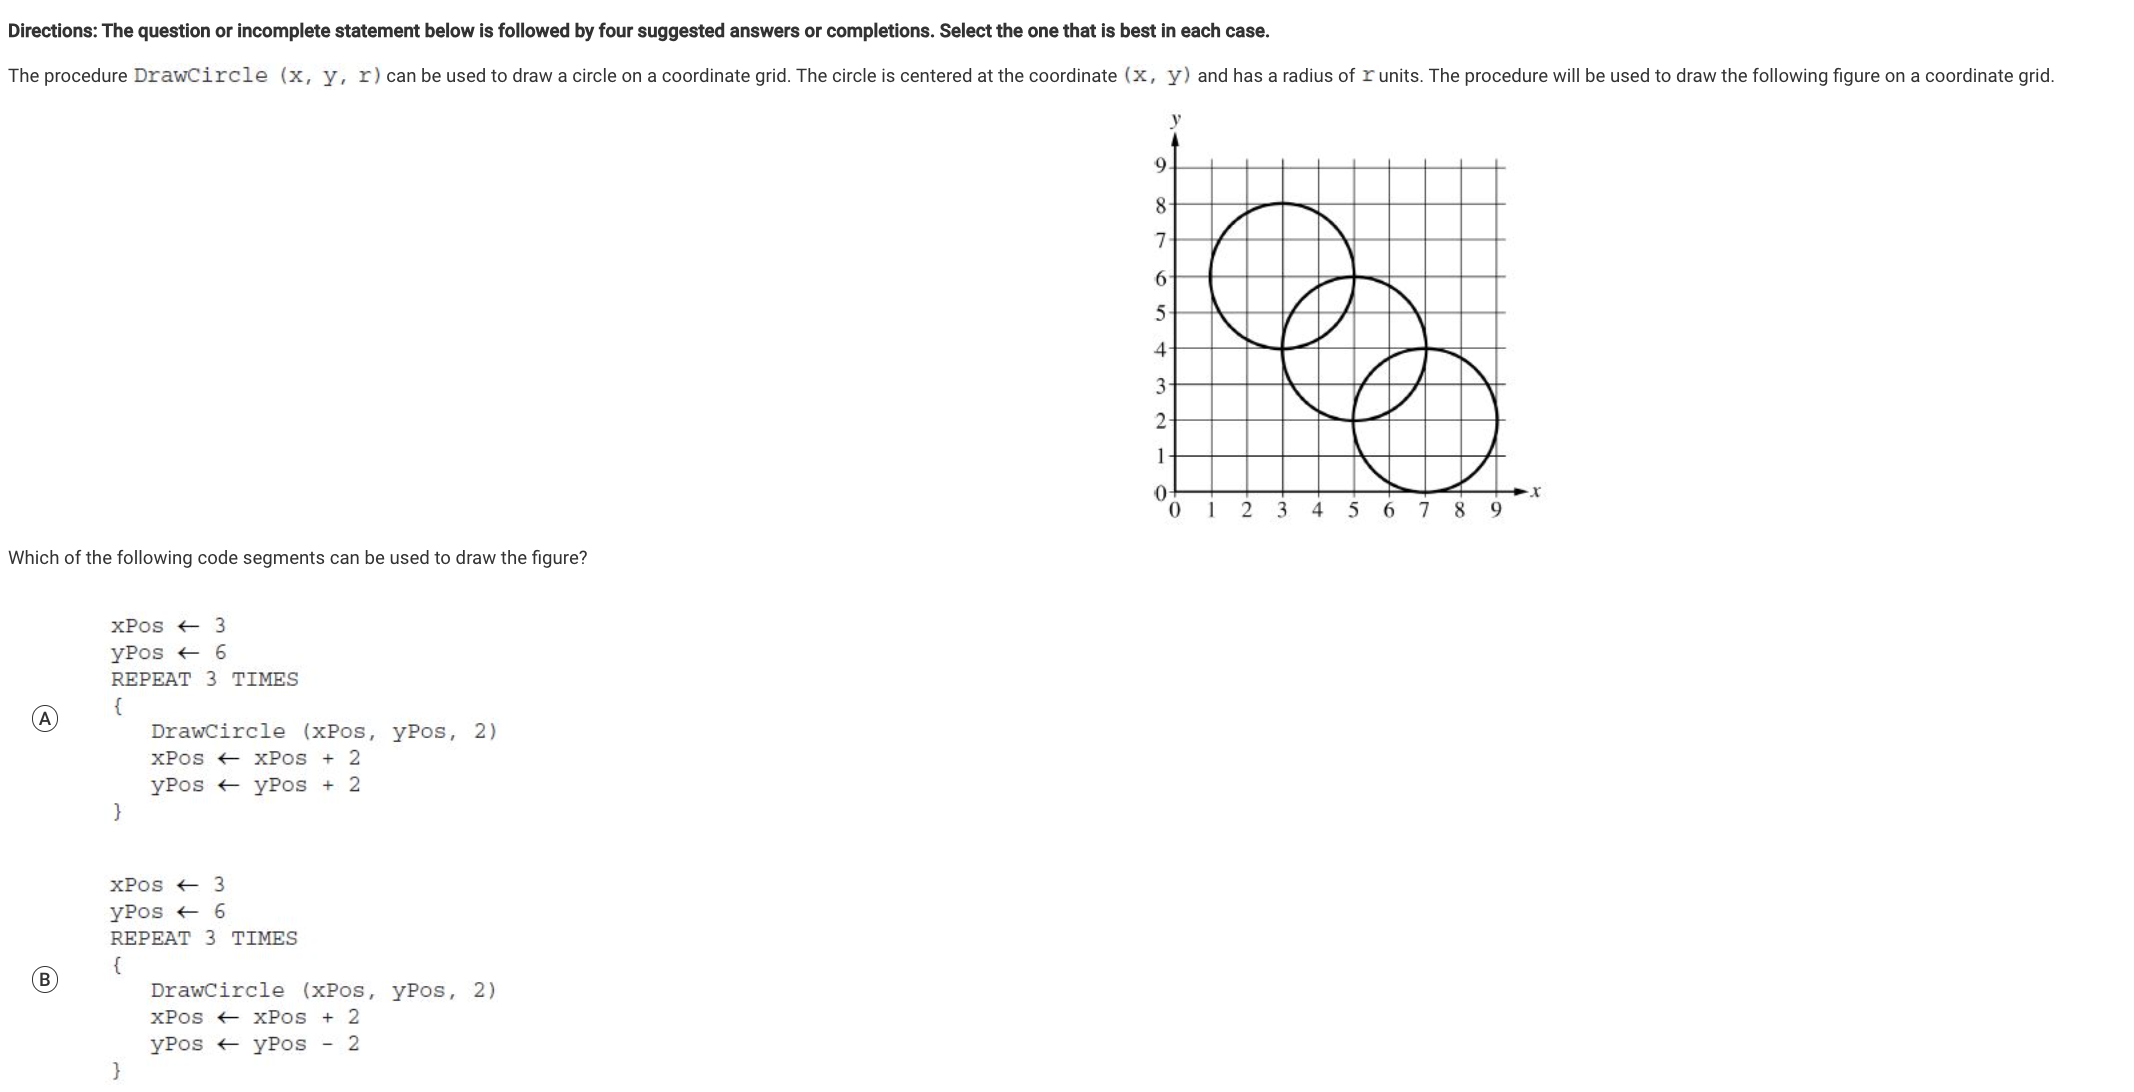 Directions: The question or incomplete statement below is followed by four suggested answers or completions. Select the one that is best in each case.
The procedure DrawCircle (x, y, r) can be used to draw a circle on a coordinate grid. The circle is centered at the coordinate (x, y) and has a radius of r units. The procedure will be used to draw the following figure on a coordinate grid.
y
9
8
7
6
5
4
3
2
1
0
x
0 1 2 3 4 5 6 7 8 9
Which of the following code segments can be used to draw the figure?
A
xPos ← 3
yPos ← 6
REPEAT 3 TIMES
{
DrawCircle (xPos, yPos, 2)
xPos ← xPos + 2
yPos ← yPos + 2
}
B
xPos ← 3
yPos ← 6
REPEAT 3 TIMES
{
DrawCircle (xPos, yPos, 2)
xPos ← xPos + 2
yPos ← yPos - 2
}